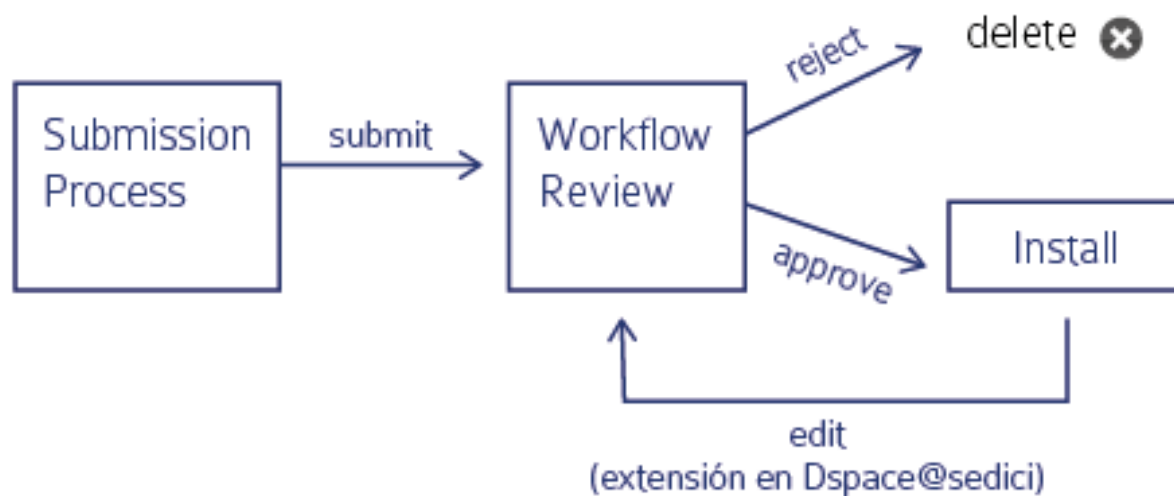 delete
reject
Submission
Process
submit
Workflow
Review
approve
Install
edit
(extensión en Dspace@sedici)